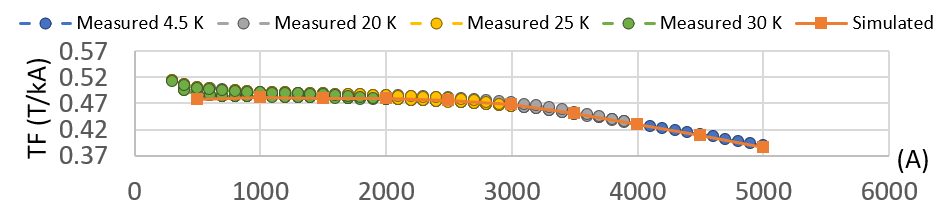 Measured 4.5 K Measured 20 K Measured 25 K Measured 30 K Simulated
TF (T/kA)
0.57
0.52
0.47
0.42
0.37
0 1000 2000 3000 4000 5000 6000
(A)